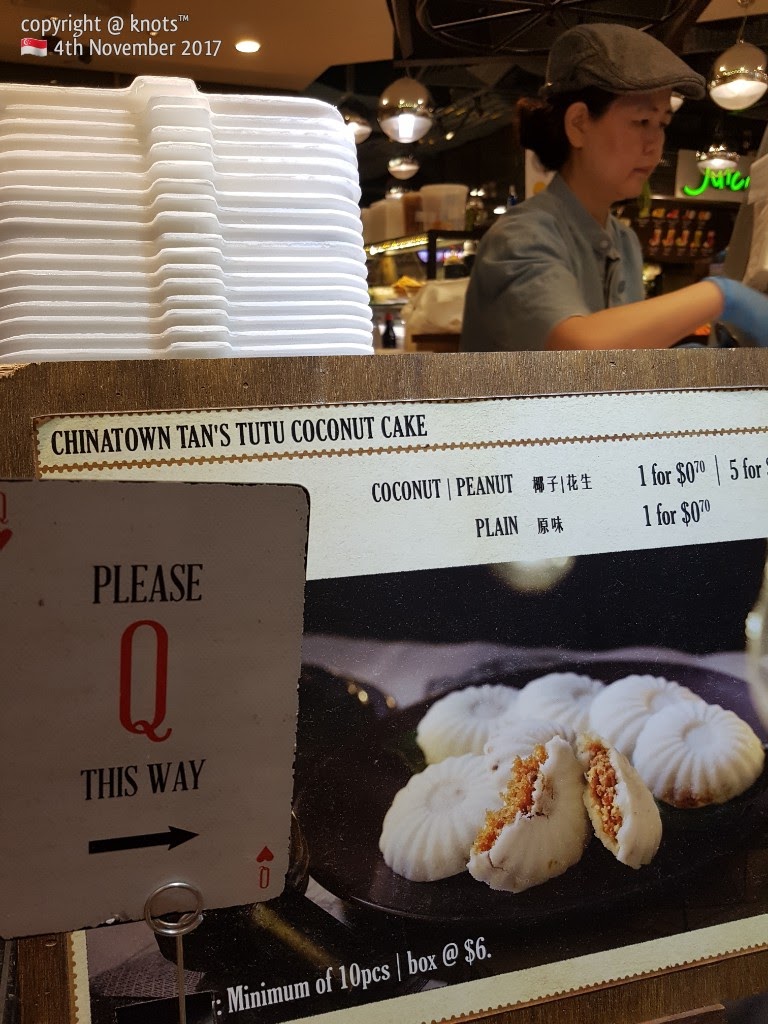 copyright @ knots™
4th November 2017
Juice
CHINATOWN TAN'S TUTU COCONUT CAKE
COCONUT | PEANUT 椰子|花生 1 for $0⁷⁰ | 5 for $
PLAIN 原味 1 for $0⁷⁰
Q
PLEASE
Q
THIS WAY
Q
: Minimum of 10pcs | box @ $6.